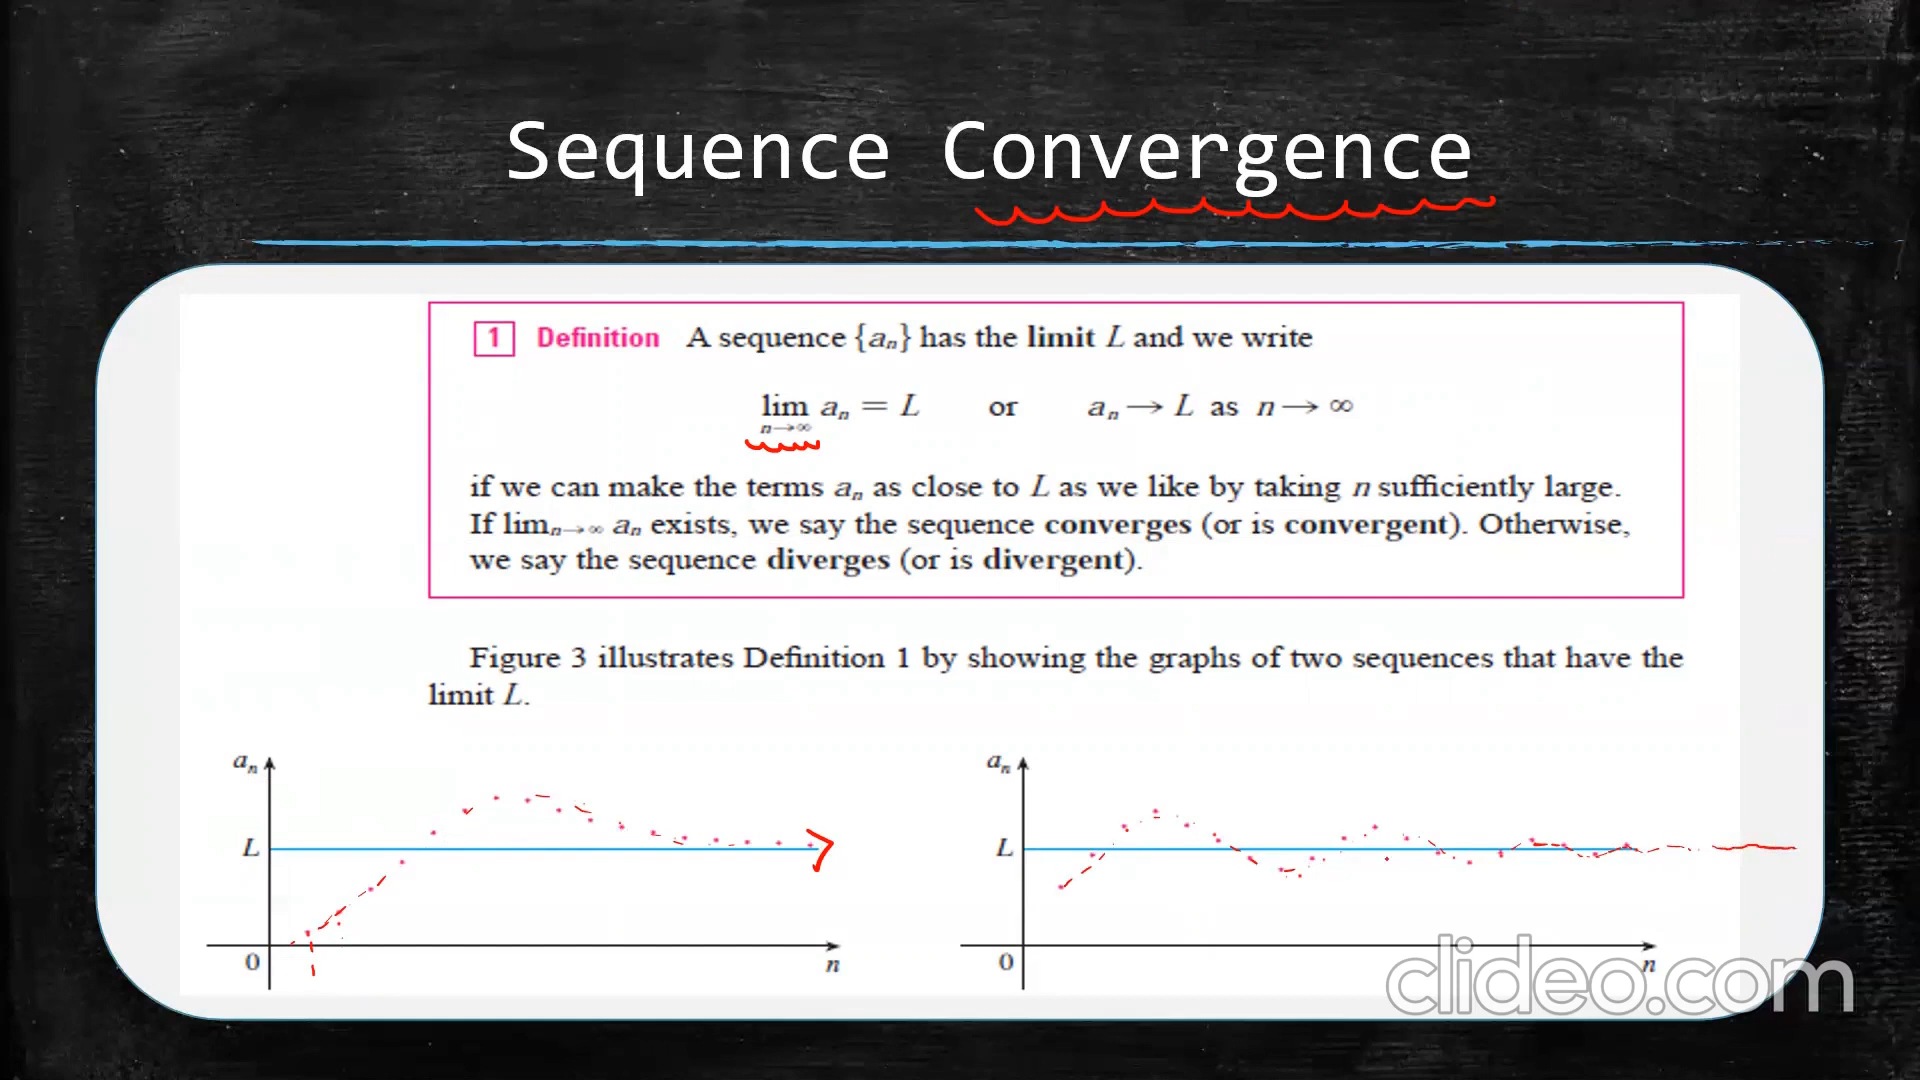 Sequence Convergence
1 Definition A sequence {aₙ} has the limit L and we write
lim aₙ = L or aₙ → L as n → ∞
n→∞
if we can make the terms aₙ as close to L as we like by taking n sufficiently large.
If limₙ→∞ aₙ exists, we say the sequence converges (or is convergent). Otherwise,
we say the sequence diverges (or is divergent).
Figure 3 illustrates Definition 1 by showing the graphs of two sequences that have the
limit L.
aₙ
L
0
n
aₙ
L
0
n
clideo.com